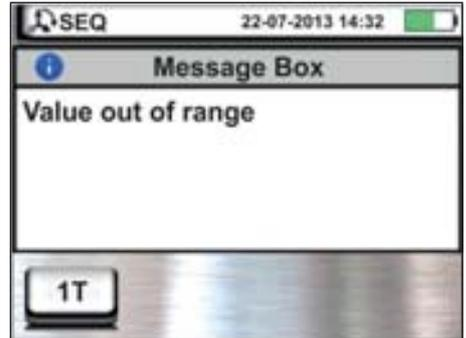 SEQ 22-07-2013 14:32
Message Box
Value out of range
1T